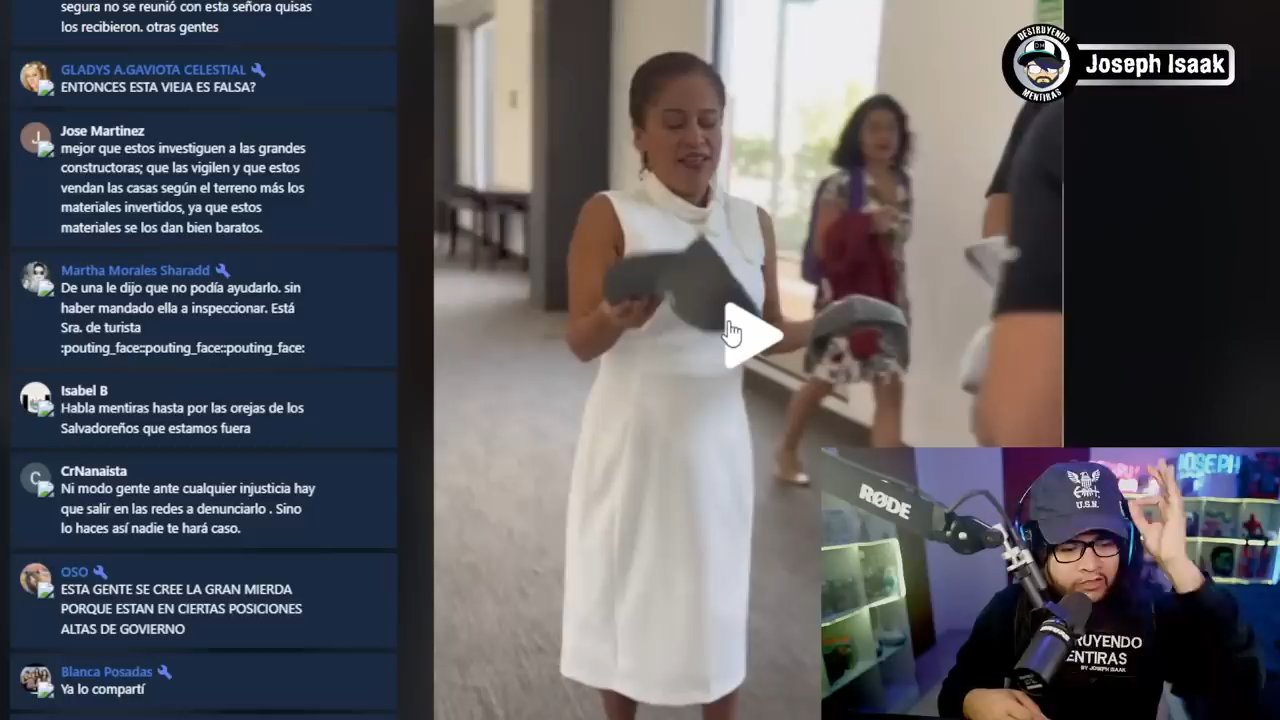 segura no se reunió con esta señora quisas
los recibieron. otras gentes
GLADYS A.GAVIOTA CELESTIAL
ENTONCES ESTA VIEJA ES FALSA?
J
Jose Martinez
mejor que estos investiguen a las grandes
constructoras; que las vigilen y que estos
vendan las casas según el terreno más los
materiales invertidos, ya que estos
materiales se los dan bien baratos.
Martha Morales Sharadd
De una le dijo que no podía ayudarlo. sin
haber mandado ella a inspeccionar. Está
Sra. de turista
:pouting_face::pouting_face::pouting_face:
Isabel B
Habla mentiras hasta por las orejas de los
Salvadoreños que estamos fuera
C
CrNanaista
Ni modo gente ante cualquier injusticia hay
que salir en las redes a denunciarlo . Sino
lo haces así nadie te hará caso.
OSO
ESTA GENTE SE CREE LA GRAN MIERDA
PORQUE ESTAN EN CIERTAS POSICIONES
ALTAS DE GOVIERNO
Blanca Posadas
Ya lo compartí
DESTRUYENDO
DM
MENTIRAS
Joseph Isaak
RØDE
JOSEPH
U.S.N.
RUYENDO
ENTIRAS
BY JOSEPH ISAAK